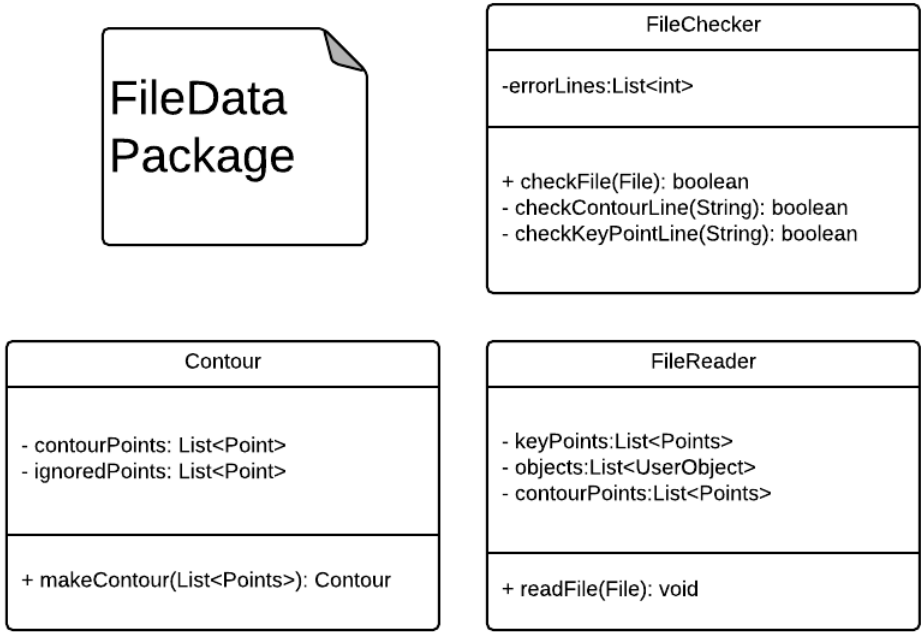 FileData
Package
FileChecker
-errorLines:List<int>
+ checkFile(File): boolean
- checkContourLine(String): boolean
- checkKeyPointLine(String): boolean
Contour
- contourPoints: List<Point>
- ignoredPoints: List<Point>
+ makeContour(List<Points>): Contour
FileReader
- keyPoints:List<Points>
- objects:List<UserObject>
- contourPoints:List<Points>
+ readFile(File): void